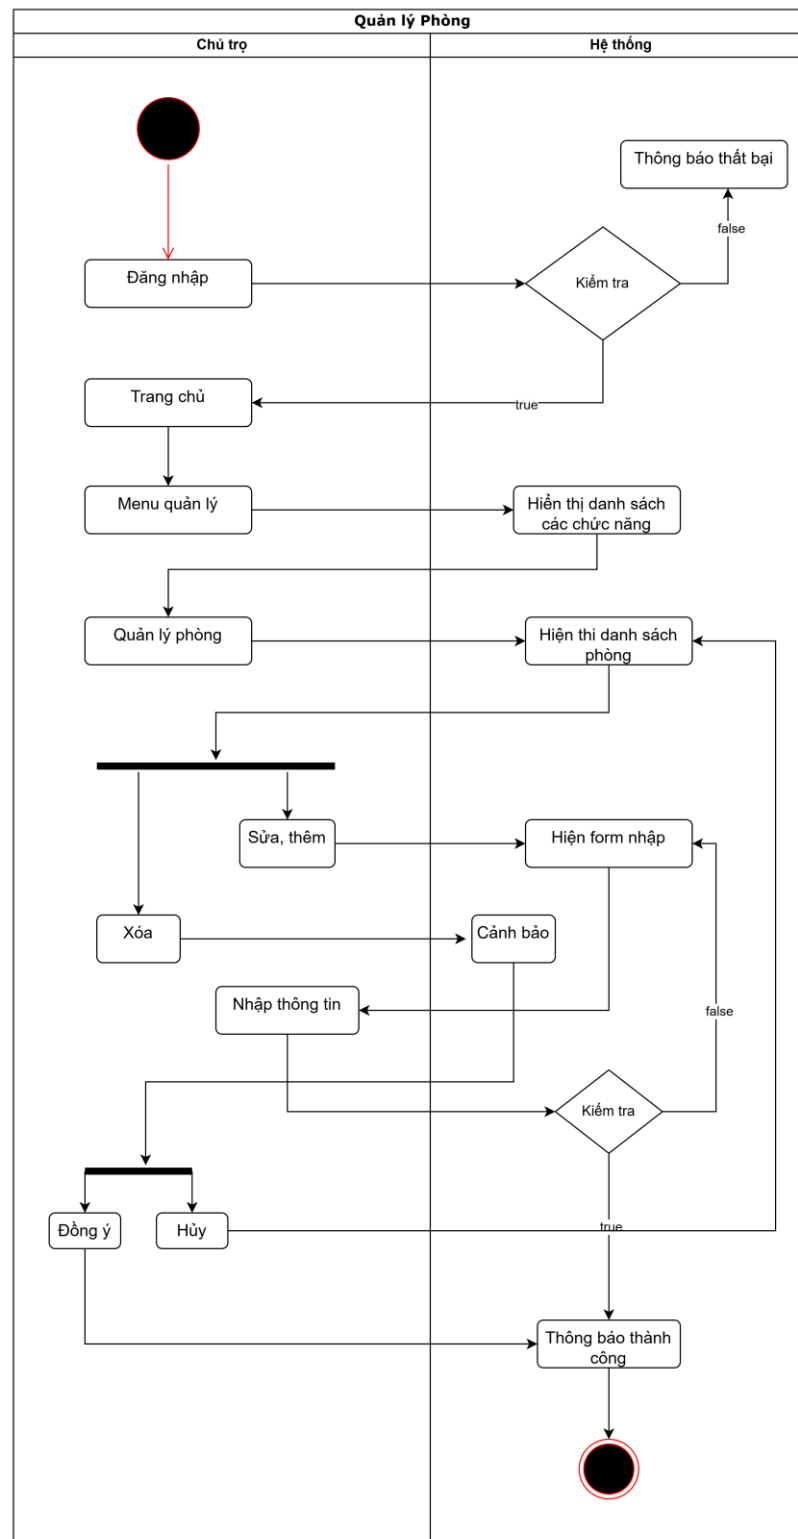 Quản lý Phòng
Chủ trọ
Hệ thống
Thông báo thất bại
false
Đăng nhập
Kiểm tra
Trang chủ
true
Menu quản lý
Hiển thị danh sách
các chức năng
Quản lý phòng
Hiện thi danh sách
phòng
Sửa, thêm
Hiện form nhập
Xóa
Cảnh bảo
Nhập thông tin
false
Kiểm tra
Đồng ý
Hủy
true
Thông báo thành
công